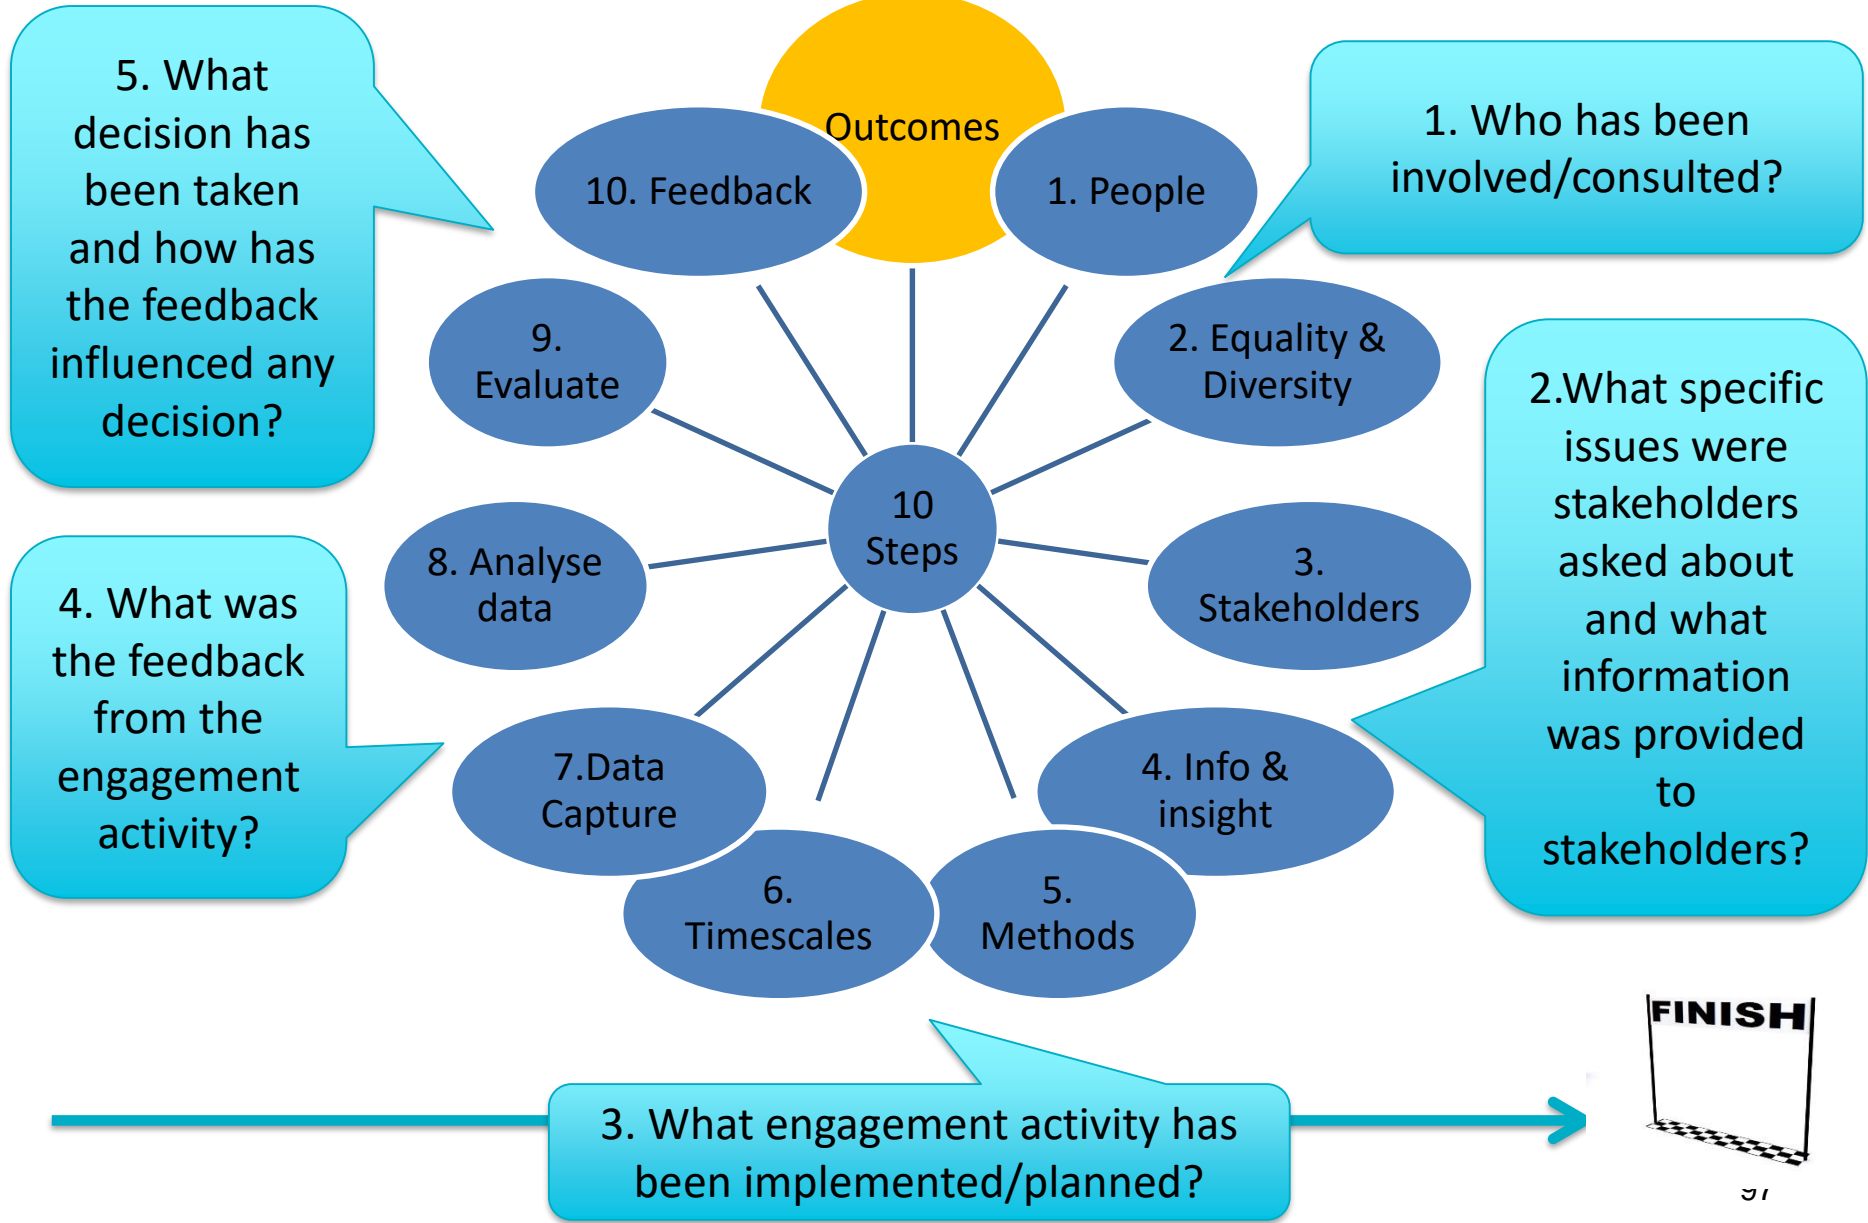 5. What
decision has
been taken
and how has
the feedback
influenced any
decision?
Outcomes
1. Who has been
involved/consulted?
10. Feedback
1. People
9.
Evaluate
2. Equality &
Diversity
2.What specific
issues were
stakeholders
asked about
and what
information
was provided
to
stakeholders?
10
Steps
8. Analyse
data
3.
Stakeholders
4. What was
the feedback
from the
engagement
activity?
7.Data
Capture
4. Info &
insight
6.
Timescales
5.
Methods
FINISH
3. What engagement activity has
been implemented/planned?
97